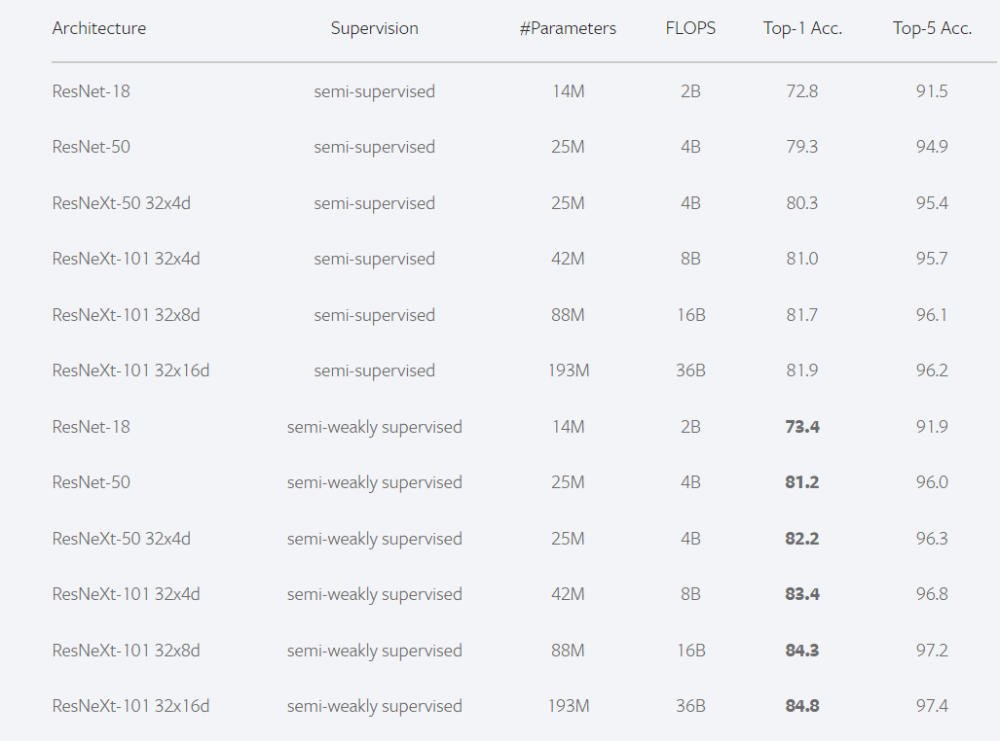 Architecture Supervision #Parameters FLOPS Top-1 Acc. Top-5 Acc.
ResNet-18 semi-supervised 14M 2B 72.8 91.5
ResNet-50 semi-supervised 25M 4B 79.3 94.9
ResNeXt-50 32x4d semi-supervised 25M 4B 80.3 95.4
ResNeXt-101 32x4d semi-supervised 42M 8B 81.0 95.7
ResNeXt-101 32x8d semi-supervised 88M 16B 81.7 96.1
ResNeXt-101 32x16d semi-supervised 193M 36B 81.9 96.2
ResNet-18 semi-weakly supervised 14M 2B 73.4 91.9
ResNet-50 semi-weakly supervised 25M 4B 81.2 96.0
ResNeXt-50 32x4d semi-weakly supervised 25M 4B 82.2 96.3
ResNeXt-101 32x4d semi-weakly supervised 42M 8B 83.4 96.8
ResNeXt-101 32x8d semi-weakly supervised 88M 16B 84.3 97.2
ResNeXt-101 32x16d semi-weakly supervised 193M 36B 84.8 97.4